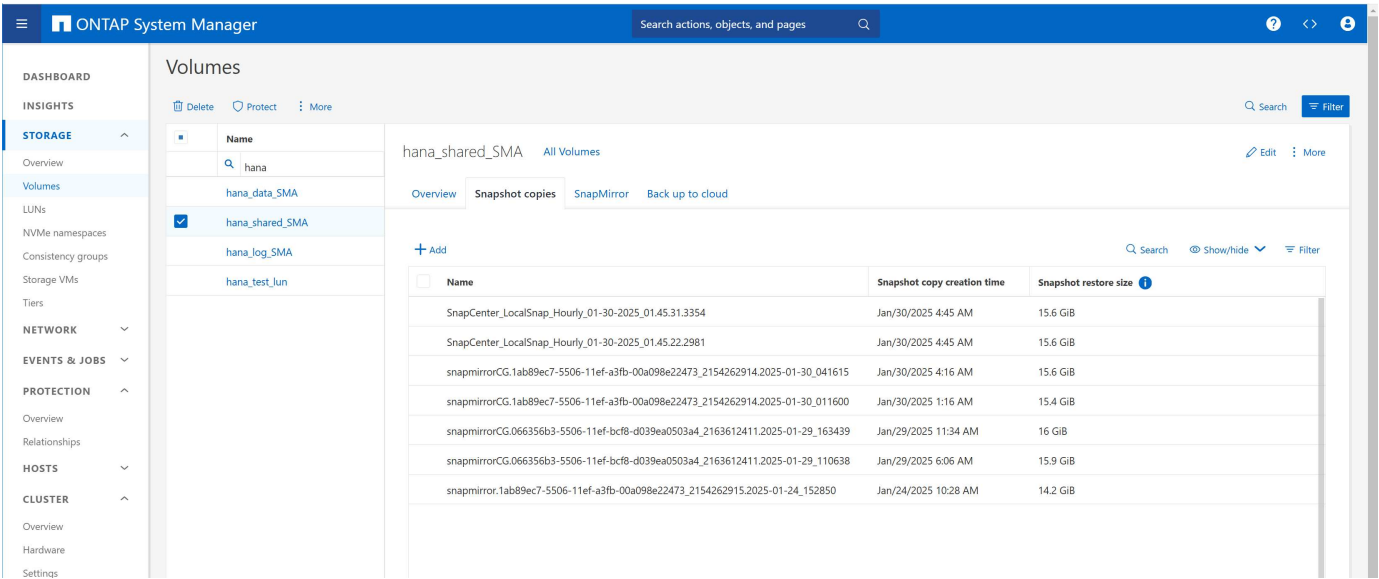 ONTAP System Manager
Search actions, objects, and pages
? <>
DASHBOARD
INSIGHTS
STORAGE
Overview
Volumes
LUNs
NVMe namespaces
Consistency groups
Storage VMs
Tiers
NETWORK
EVENTS & JOBS
PROTECTION
Overview
Relationships
HOSTS
CLUSTER
Overview
Hardware
Settings
Volumes
Delete Protect More
Search Filter
Name
hana
hana_data_SMA
hana_shared_SMA
hana_log_SMA
hana_test_lun
hana_shared_SMA All Volumes
Edit More
Overview Snapshot copies SnapMirror Back up to cloud
Add
Search Show/hide Filter
Name Snapshot copy creation time Snapshot restore size i
SnapCenter_LocalSnap_Hourly_01-30-2025_01.45.31.3354 Jan/30/2025 4:45 AM 15.6 GiB
SnapCenter_LocalSnap_Hourly_01-30-2025_01.45.22.2981 Jan/30/2025 4:45 AM 15.6 GiB
snapmirrorCG.1ab89ec7-5506-11ef-a3fb-00a098e22473_2154262914.2025-01-30_041615 Jan/30/2025 4:16 AM 15.6 GiB
snapmirrorCG.1ab89ec7-5506-11ef-a3fb-00a098e22473_2154262914.2025-01-30_011600 Jan/30/2025 1:16 AM 15.4 GiB
snapmirrorCG.066356b3-5506-11ef-bcf8-d039ea0503a4_2163612411.2025-01-29_163439 Jan/29/2025 11:34 AM 16 GiB
snapmirrorCG.066356b3-5506-11ef-bcf8-d039ea0503a4_2163612411.2025-01-29_110638 Jan/29/2025 6:06 AM 15.9 GiB
snapmirror.1ab89ec7-5506-11ef-a3fb-00a098e22473_2154262915.2025-01-24_152850 Jan/24/2025 10:28 AM 14.2 GiB